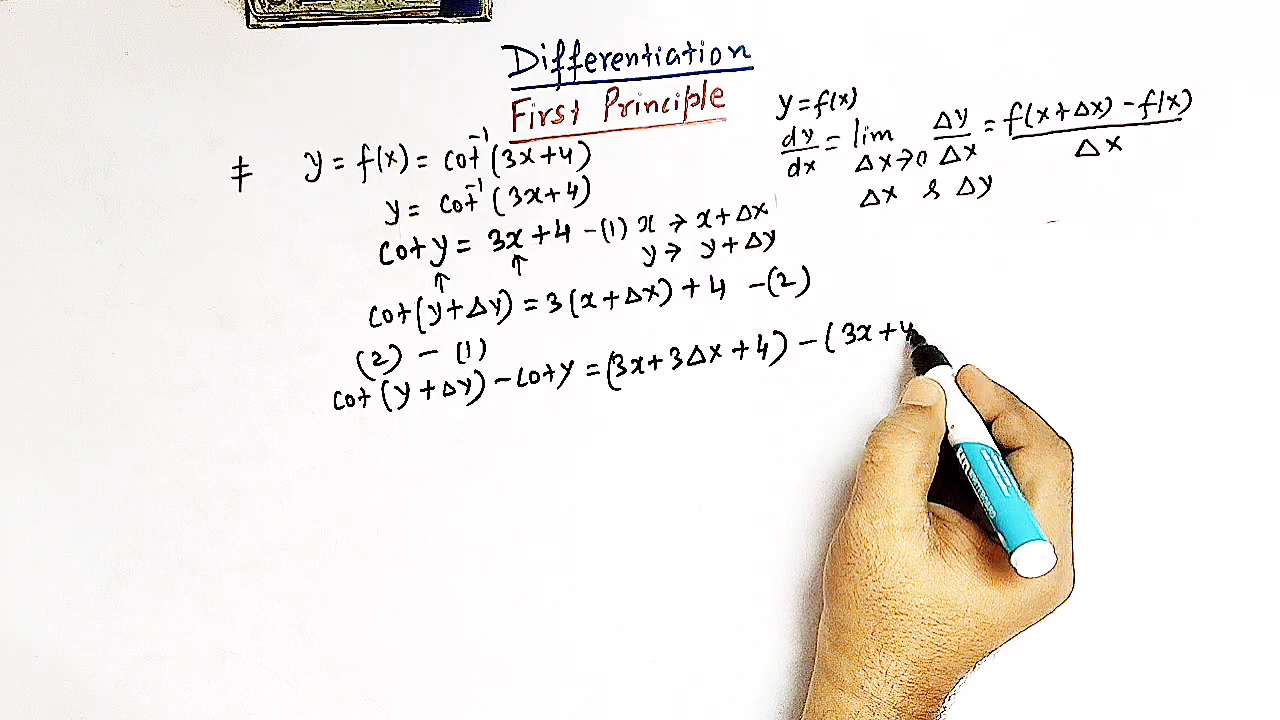 Differentiation
First Principle
y = f(x)
dy/dx = lim Δx→0 Δy/Δx = f(x+Δx) - f(x)/Δx
Δx & Δy
# y = f(x) = cot⁻¹(3x+4)
y = cot⁻¹(3x+4)
cot y = 3x+4 -(1) x → x+Δx
↑ ↑ y → y+Δy
cot(y+Δy) = 3(x+Δx)+4 -(2)
(2) - (1)
cot(y+Δy) - cot y = (3x+3Δx+4) - (3x+4